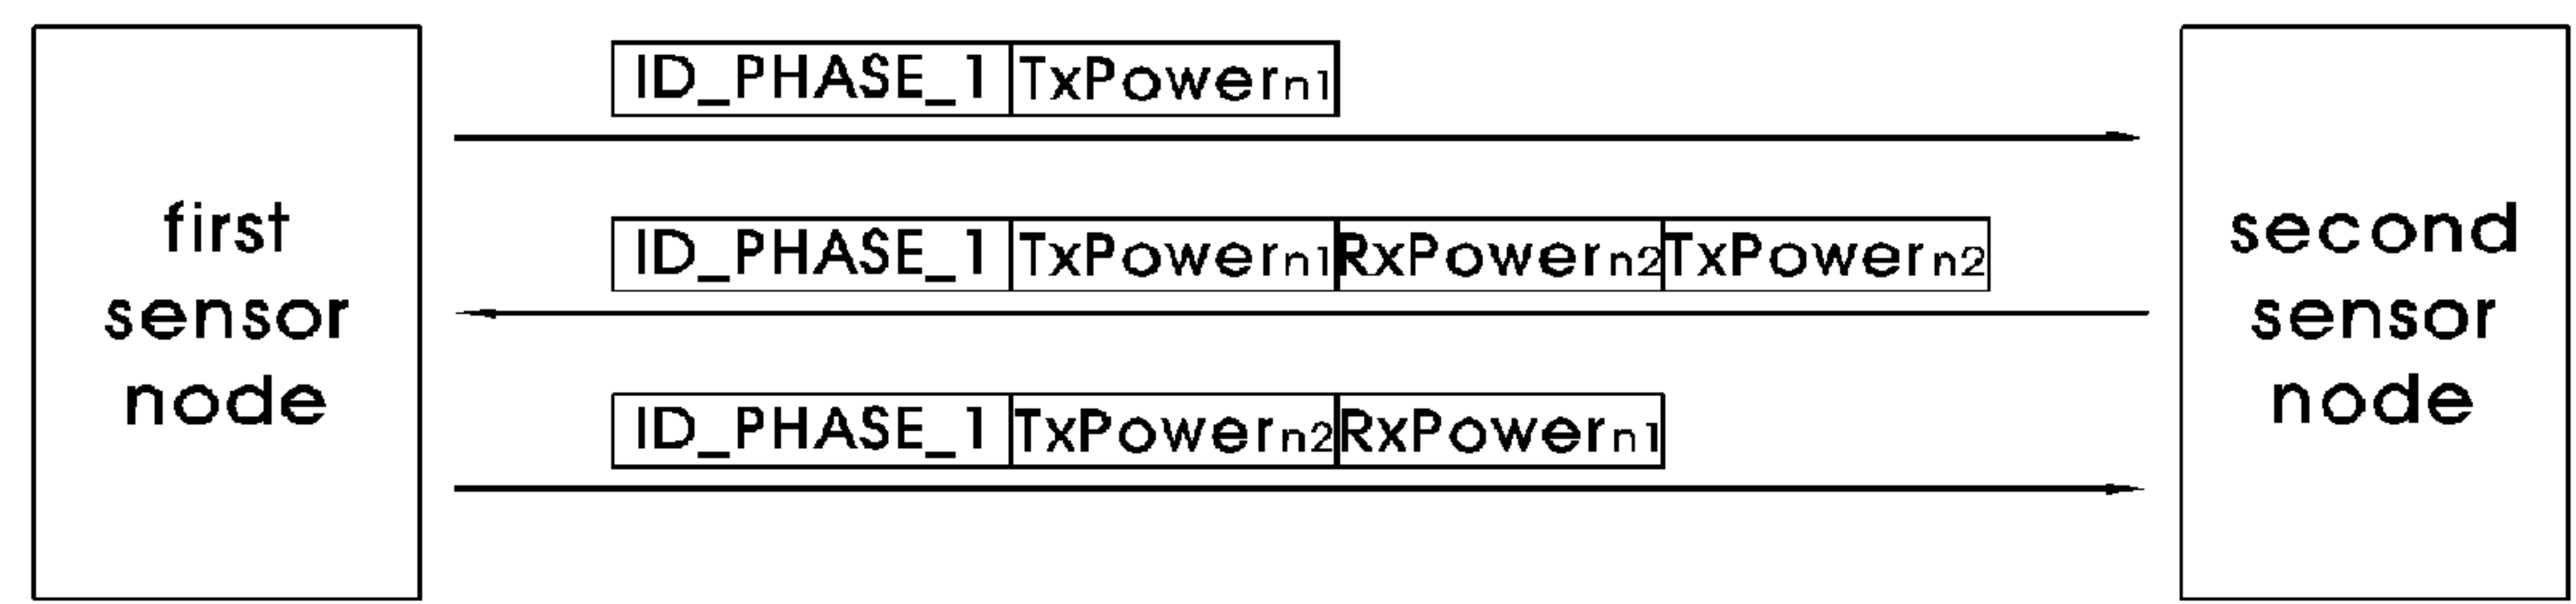 first
sensor
node
ID_PHASE_1 TxPowern1
ID_PHASE_1 TxPowern1 RxPowern2 TxPowern2
ID_PHASE_1 TxPowern2 RxPowern1
second
sensor
node